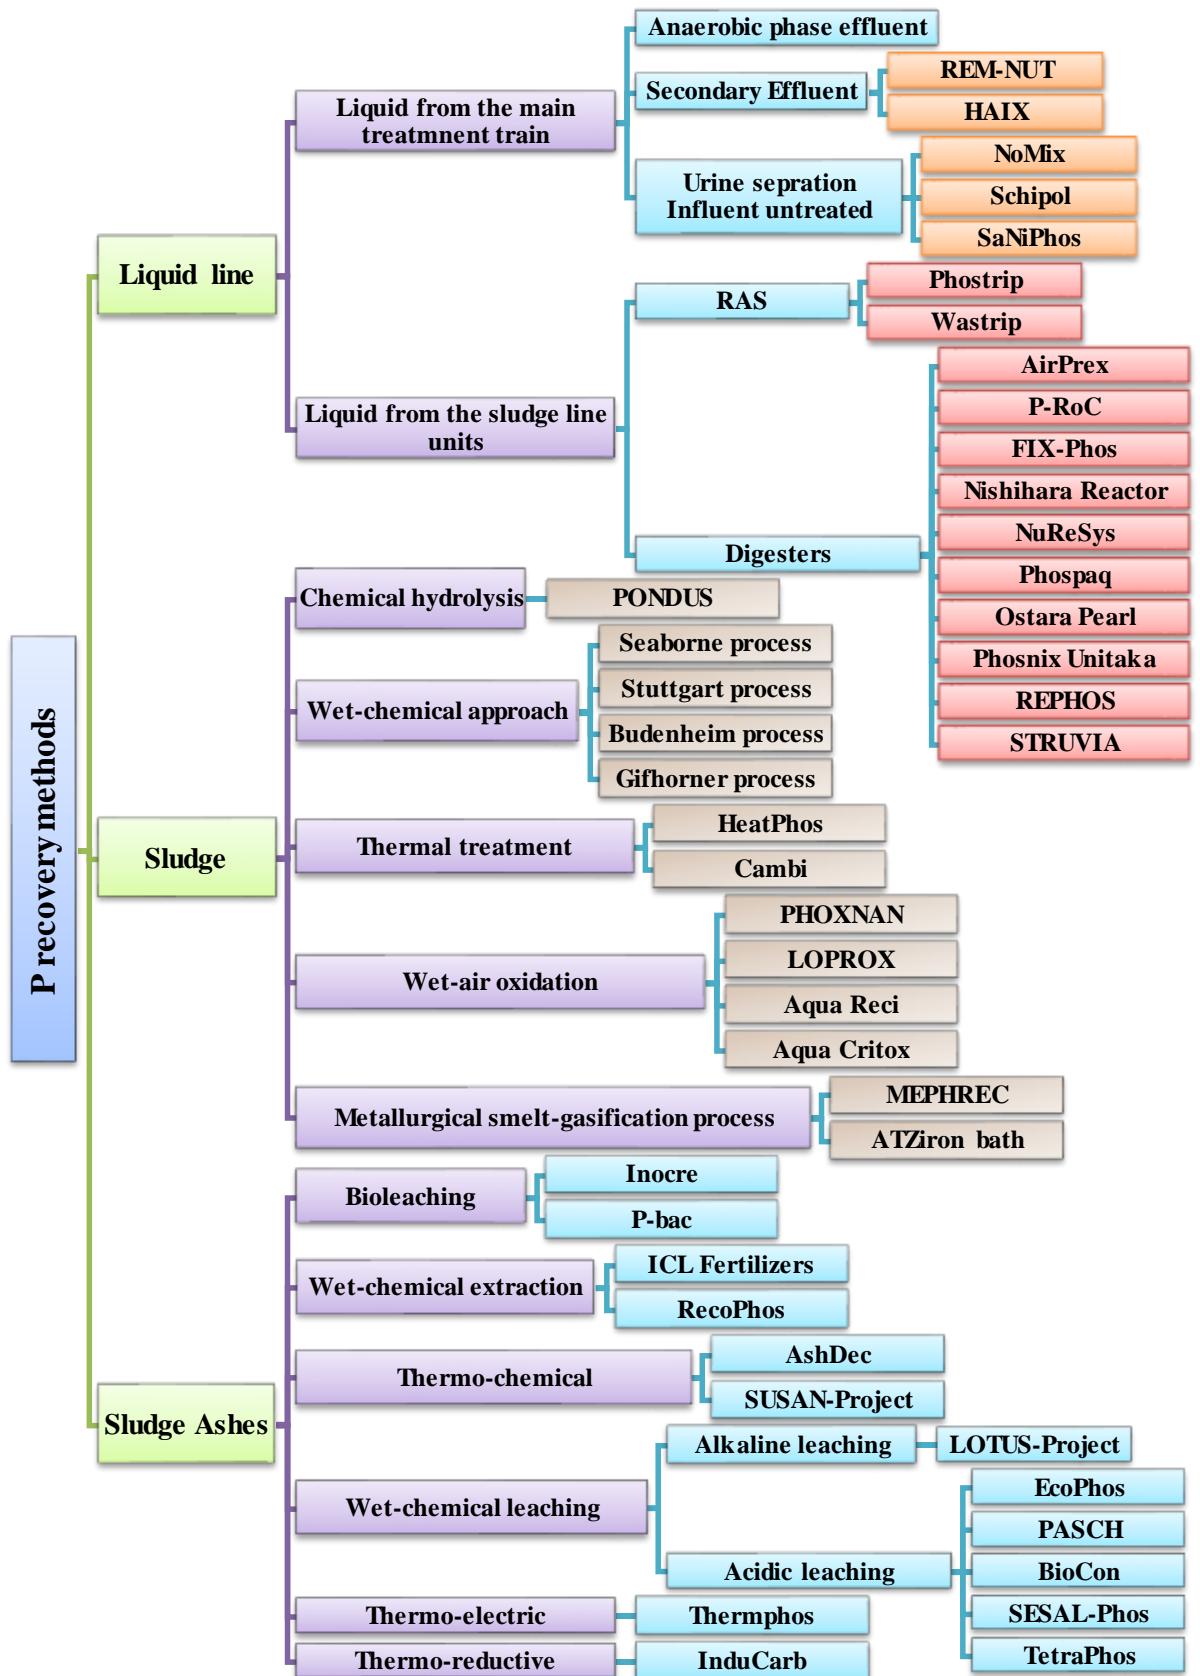 P recovery methods
Liquid line
Liquid from the main
treatmnent train
Anaerobic phase effluent
Secondary Effluent
REM-NUT
HAIX
Urine sepration
Influent untreated
NoMix
Schipol
SaNiPhos
Liquid from the sludge line
units
RAS
Phostrip
Wastrip
Digesters
AirPrex
P-RoC
FIX-Phos
Nishihara Reactor
NuReSys
Phospaq
Ostara Pearl
Phosnix Unitaka
REPHOS
STRUVIA
Sludge
Chemical hydrolysis
PONDUS
Wet-chemical approach
Seaborne process
Stuttgart process
Budenheim process
Gifhorner process
Thermal treatment
HeatPhos
Cambi
Wet-air oxidation
PHOXNAN
LOPROX
Aqua Reci
Aqua Critox
Metallurgical smelt-gasification process
MEPHREC
ATZiron bath
Sludge Ashes
Bioleaching
Inocre
P-bac
Wet-chemical extraction
ICL Fertilizers
RecoPhos
Thermo-chemical
AshDec
SUSAN-Project
Wet-chemical leaching
Alkaline leaching
LOTUS-Project
Acidic leaching
EcoPhos
PASCH
BioCon
SESAL-Phos
TetraPhos
Thermo-electric
Thermphos
Thermo-reductive
InduCarb